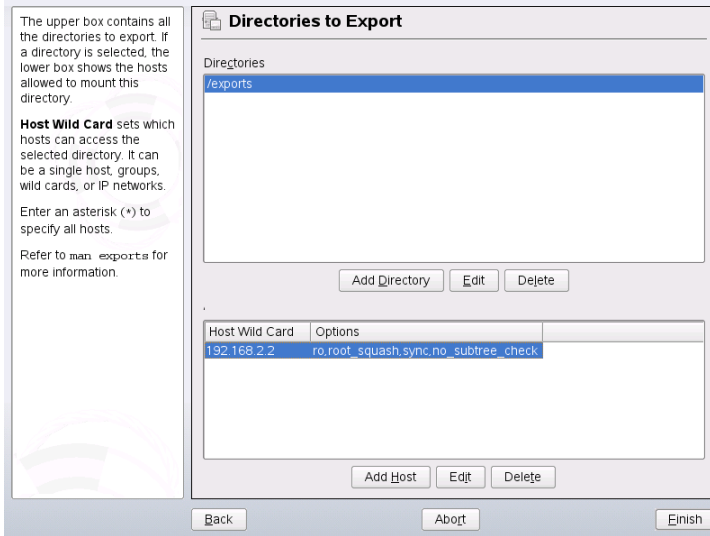 The upper box contains all
the directories to export. If
a directory is selected, the
lower box shows the hosts
allowed to mount this
directory.
Host Wild Card sets which
hosts can access the
selected directory. It can
be a single host, groups,
wild cards, or IP networks.
Enter an asterisk (*) to
specify all hosts.
Refer to man exports for
more information.
Directories to Export
Directories
/exports
Add Directory Edit Delete
Host Wild Card Options
192.168.2.2 ro,root_squash,sync,no_subtree_check
Add Host Edit Delete
Back Abort Finish